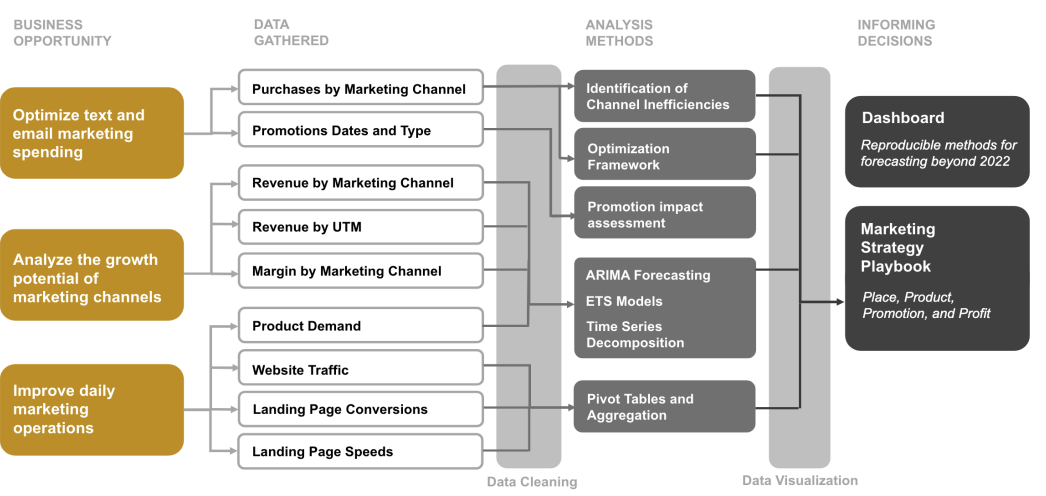 BUSINESS
OPPORTUNITY
DATA
GATHERED
ANALYSIS
METHODS
INFORMING
DECISIONS
Optimize text and
email marketing
spending
Analyze the growth
potential of
marketing channels
Improve daily
marketing
operations
Purchases by Marketing Channel
Promotions Dates and Type
Revenue by Marketing Channel
Revenue by UTM
Margin by Marketing Channel
Product Demand
Website Traffic
Landing Page Conversions
Landing Page Speeds
Data Cleaning
Identification of
Channel Inefficiencies
Optimization
Framework
Promotion impact
assessment
ARIMA Forecasting
ETS Models
Time Series
Decomposition
Pivot Tables and
Aggregation
Data Visualization
Dashboard
Reproducible methods for
forecasting beyond 2022
Marketing
Strategy
Playbook
Place, Product,
Promotion, and Profit